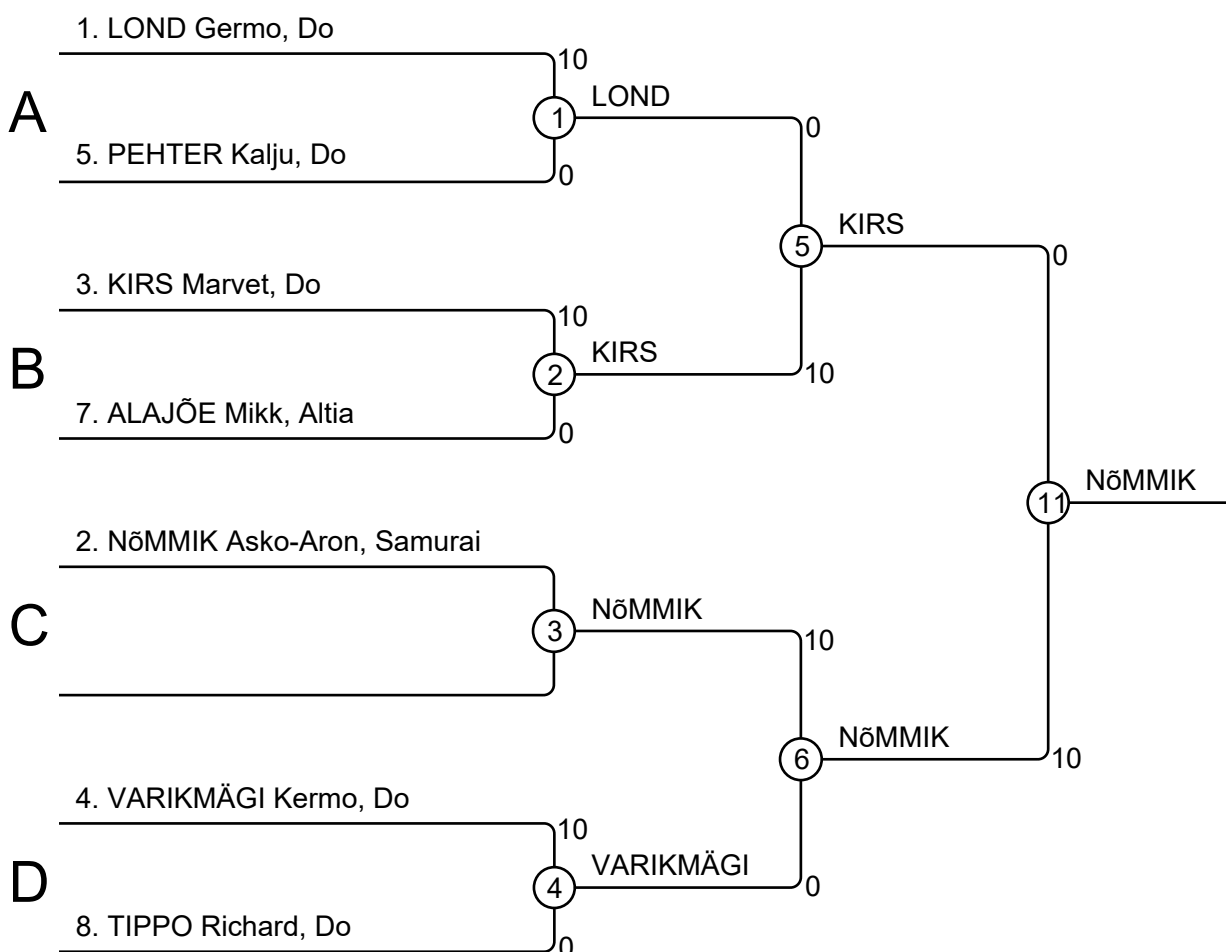 1. LOND Germo, Do
10
A
1
LOND
0
5. PEHTER Kalju, Do
0
5
KIRS
0
3. KIRS Marvet, Do
10
B
2
KIRS
10
7. ALAJÕE Mikk, Altia
0
11
NõMMIK
2. NõMMIK Asko-Aron, Samurai
C
3
NõMMIK
10
6
NõMMIK
10
4. VARIKMÄGI Kermo, Do
10
D
4
VARIKMÄGI
0
8. TIPPO Richard, Do
0